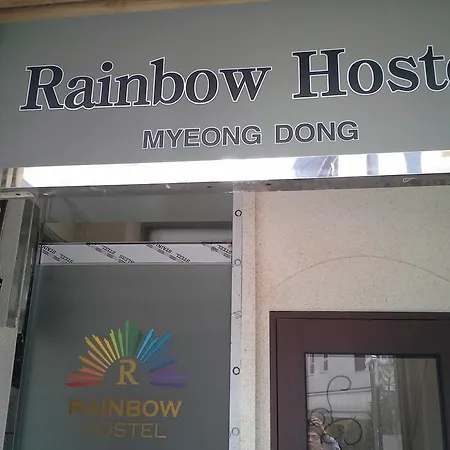 Rainbow Hoste
MYEONG DONG
R
RAINBOW
HOSTEL